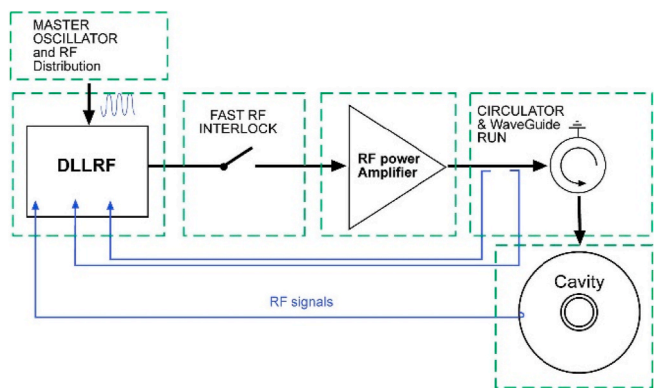 MASTER
OSCILLATOR
and RF
Distribution
DLLRF
FAST RF
INTERLOCK
RF power
Amplifier
CIRCULATOR
& WaveGuide
RUN
Cavity
RF signals